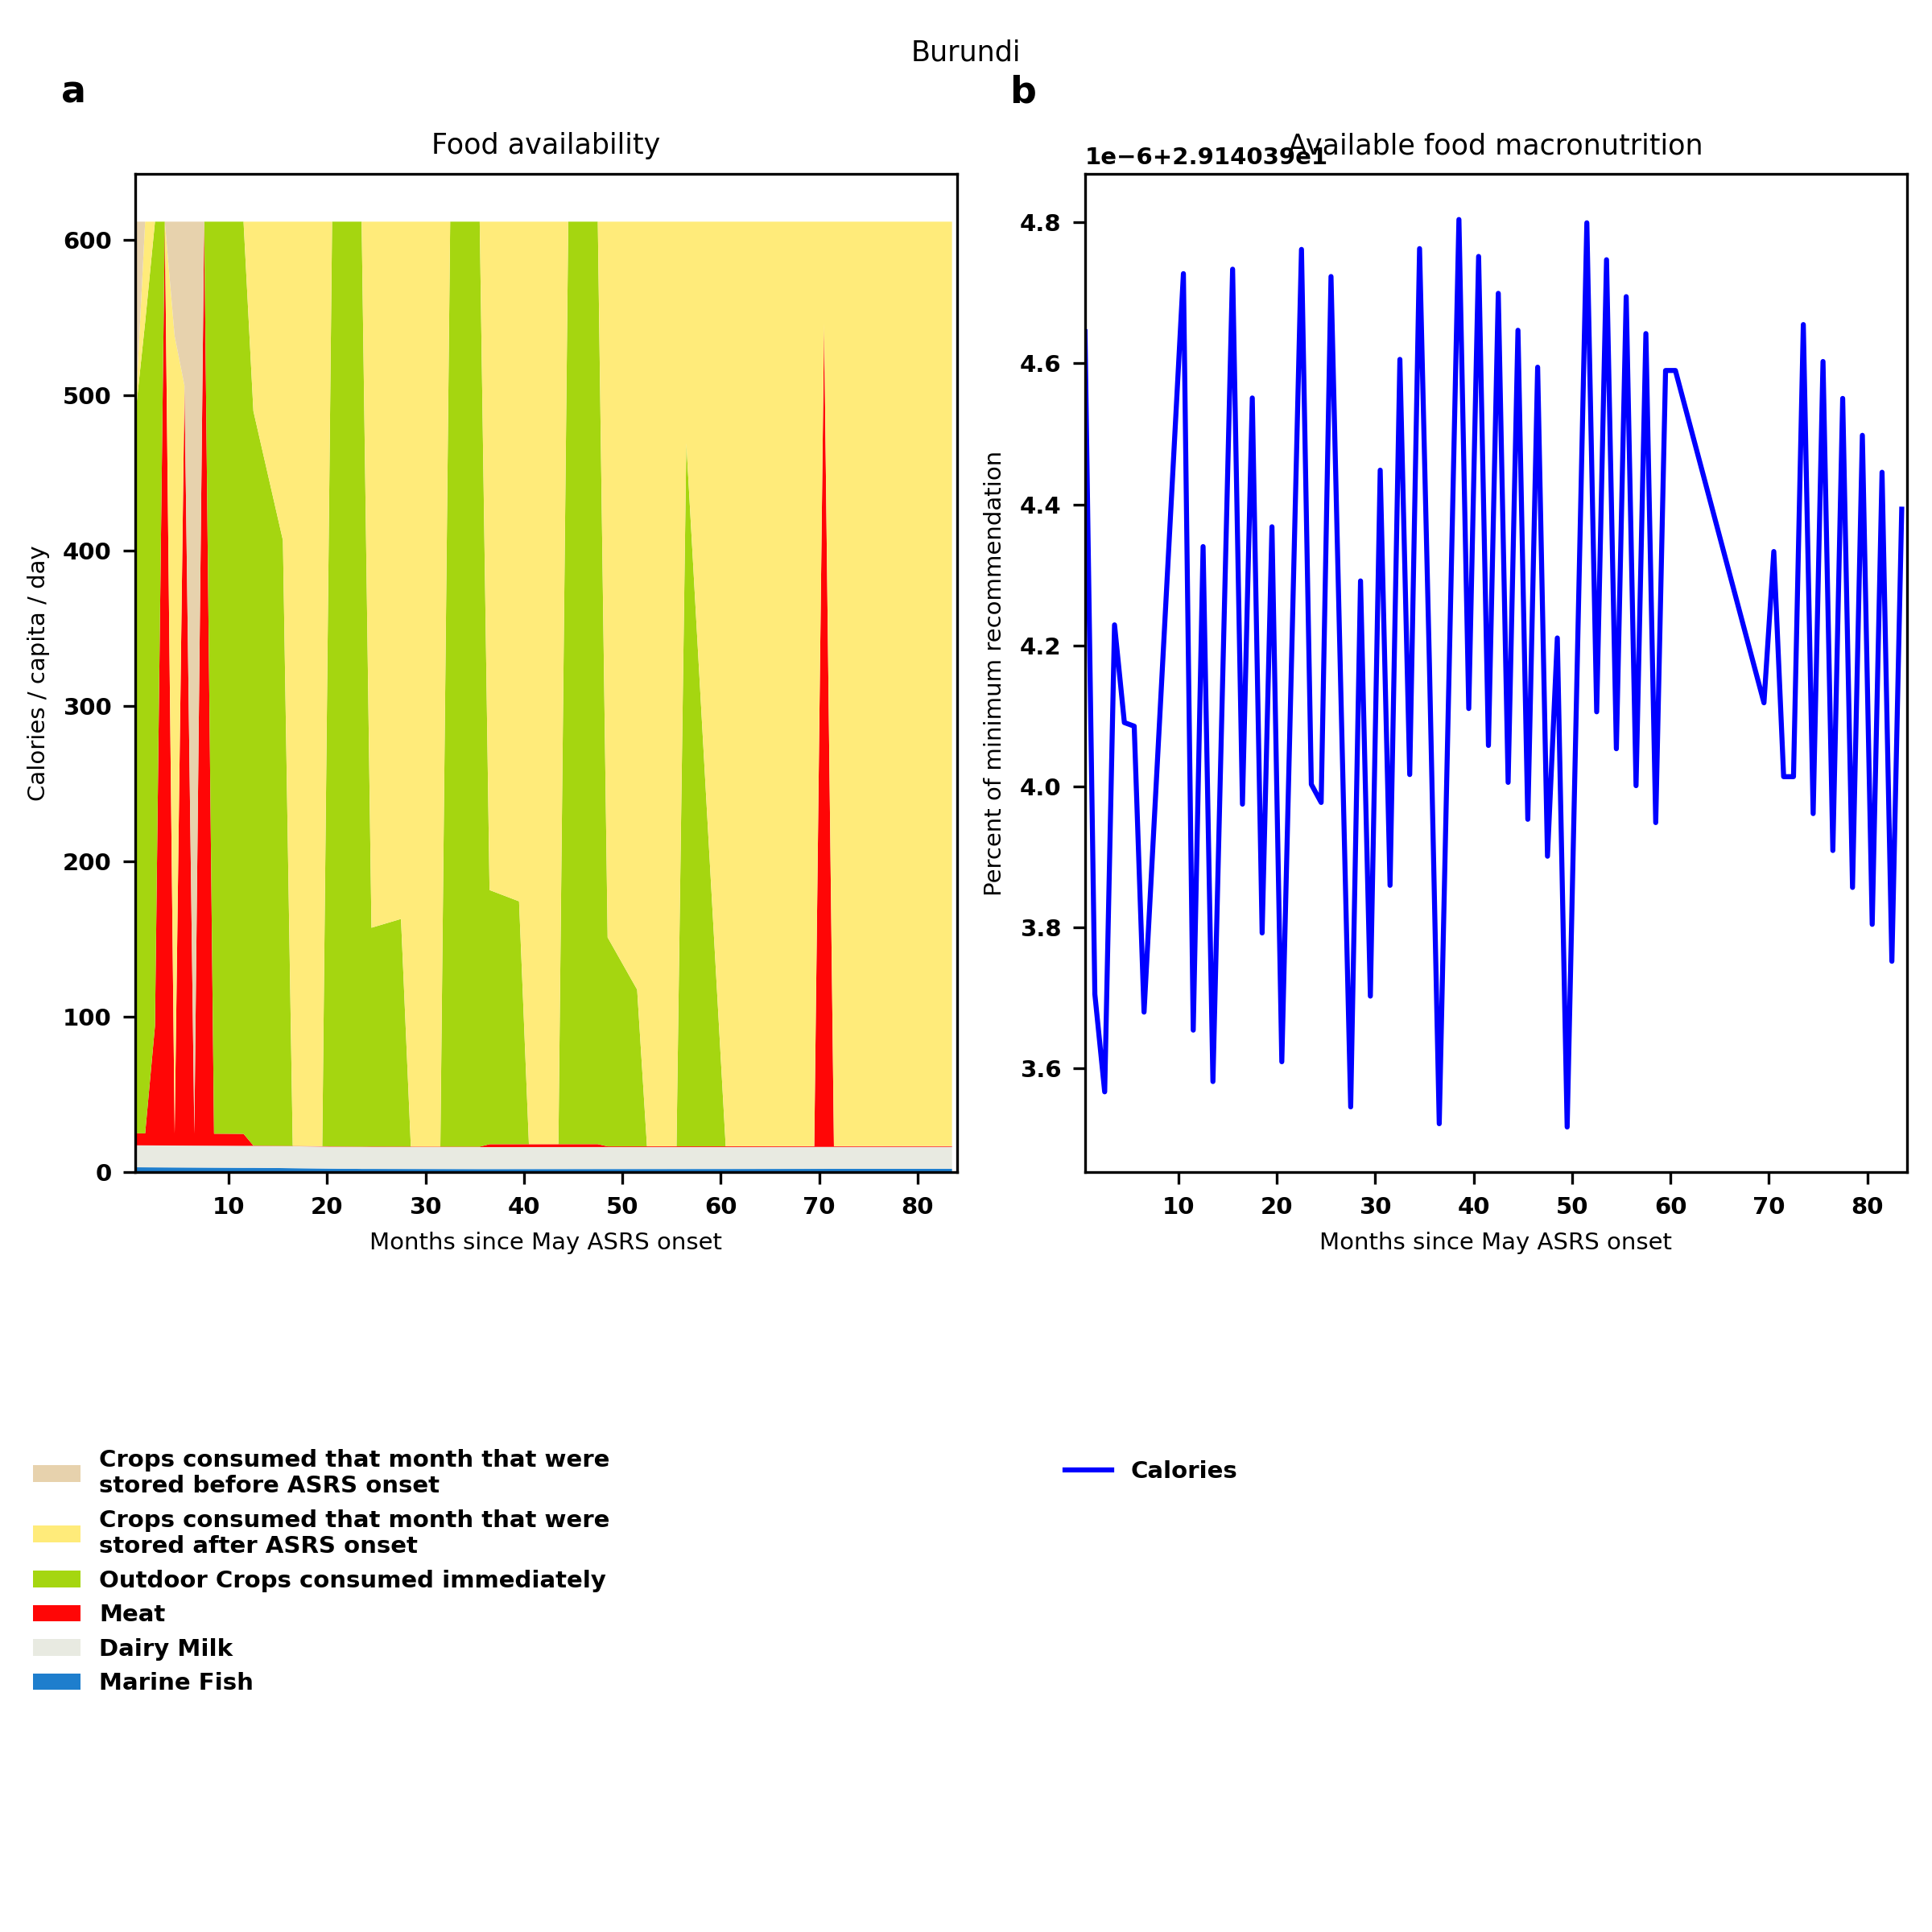 Burundi
a
b
Food availability
Available food macronutrition
1e−6+2.914039e1
600
500
400
300
200
100
0
Calories / capita / day
10 20 30 40 50 60 70 80
Months since May ASRS onset
4.8
4.6
4.4
4.2
4.0
3.8
3.6
Percent of minimum recommendation
10 20 30 40 50 60 70 80
Months since May ASRS onset
Crops consumed that month that were
stored before ASRS onset
Crops consumed that month that were
stored after ASRS onset
Outdoor Crops consumed immediately
Meat
Dairy Milk
Marine Fish
Calories